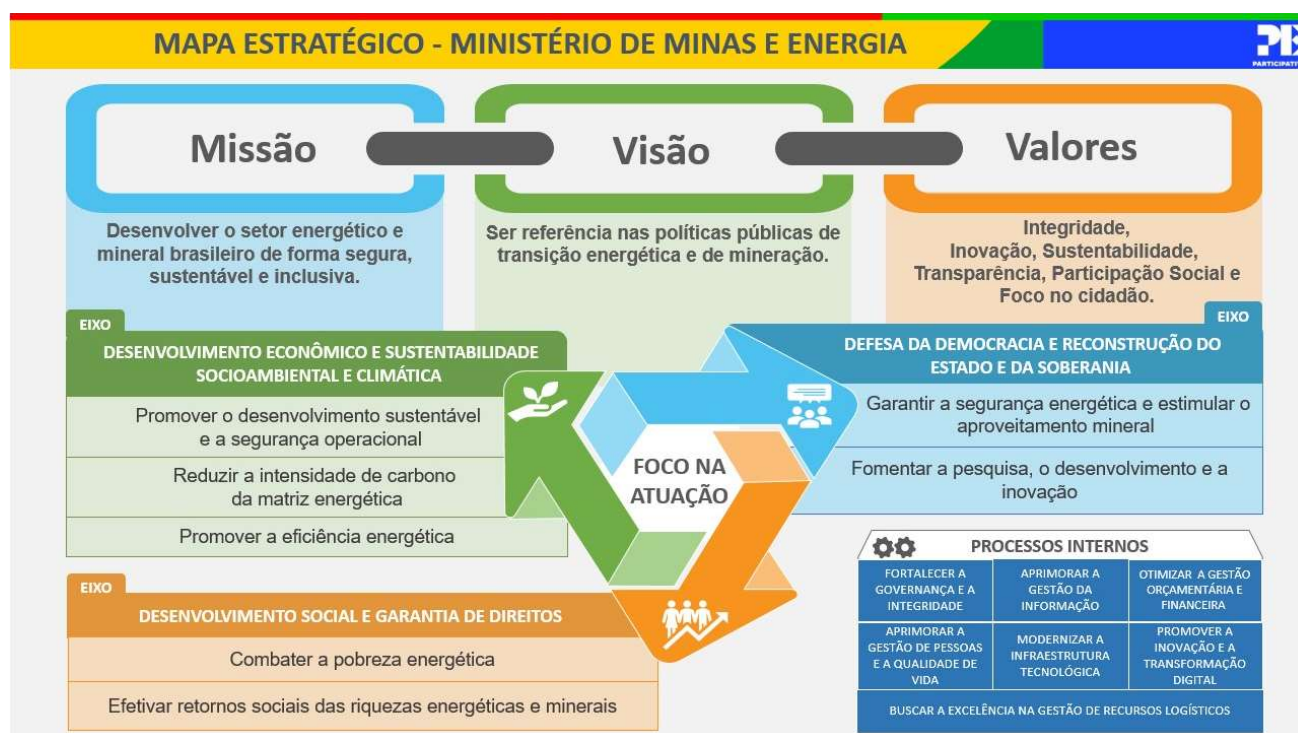 MAPA ESTRATÉGICO - MINISTÉRIO DE MINAS E ENERGIA
Missão
Visão
Valores
Desenvolver o setor energético e
mineral brasileiro de forma segura,
sustentável e inclusiva.
Ser referência nas políticas públicas de
transição energética e de mineração.
Integridade,
Inovação, Sustentabilidade,
Transparência, Participação Social e
Foco no cidadão.
EIXO
DESENVOLVIMENTO ECONÔMICO E SUSTENTABILIDADE
SOCIOAMBIENTAL E CLIMÁTICA
Promover o desenvolvimento sustentável
e a segurança operacional
Reduzir a intensidade de carbono
da matriz energética
Promover a eficiência energética
EIXO
DEFESA DA DEMOCRACIA E RECONSTRUÇÃO DO
ESTADO E DA SOBERANIA
Garantir a segurança energética e estimular o
aproveitamento mineral
Fomentar a pesquisa, o desenvolvimento e a
inovação
FOCO NA
ATUAÇÃO
EIXO
DESENVOLVIMENTO SOCIAL E GARANTIA DE DIREITOS
Combater a pobreza energética
Efetivar retornos sociais das riquezas energéticas e minerais
PROCESSOS INTERNOS
FORTALECER A
GOVERNANÇA E A
INTEGRIDADE
APRIMORAR A
GESTÃO DA
INFORMAÇÃO
OTIMIZAR A GESTÃO
ORÇAMENTÁRIA E
FINANCEIRA
APRIMORAR A
GESTÃO DE PESSOAS
E A QUALIDADE DE
VIDA
MODERNIZAR A
INFRAESTRUTURA
TECNOLÓGICA
PROMOVER A
INOVAÇÃO E A
TRANSFORMAÇÃO
DIGITAL
BUSCAR A EXCELÊNCIA NA GESTÃO DE RECURSOS LOGÍSTICOS